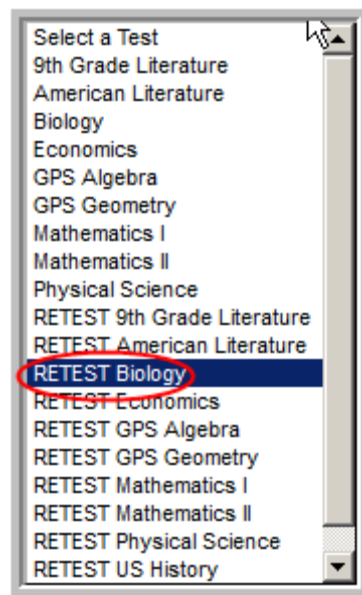 Select a Test
9th Grade Literature
American Literature
Biology
Economics
GPS Algebra
GPS Geometry
Mathematics I
Mathematics II
Physical Science
RETEST 9th Grade Literature
RETEST American Literature
RETEST Biology
RETEST Economics
RETEST GPS Algebra
RETEST GPS Geometry
RETEST Mathematics I
RETEST Mathematics II
RETEST Physical Science
RETEST US History